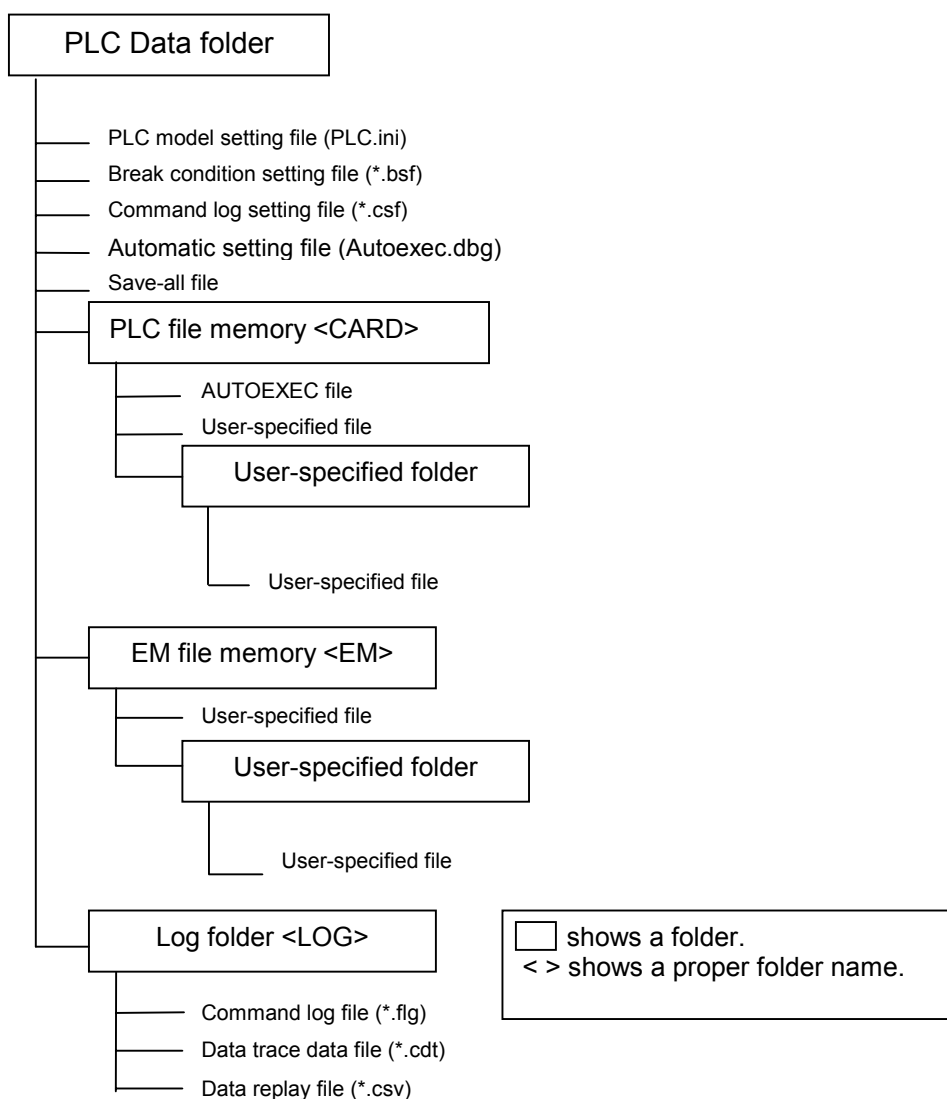 PLC Data folder
PLC model setting file (PLC.ini)
Break condition setting file (*.bsf)
Command log setting file (*.csf)
Automatic setting file (Autoexec.dbg)
Save-all file
PLC file memory <CARD>
AUTOEXEC file
User-specified file
User-specified folder
User-specified file
EM file memory <EM>
User-specified file
User-specified folder
User-specified file
Log folder <LOG>
Command log file (*.flg)
Data trace data file (*.cdt)
Data replay file (*.csv)
shows a folder.
< > shows a proper folder name.